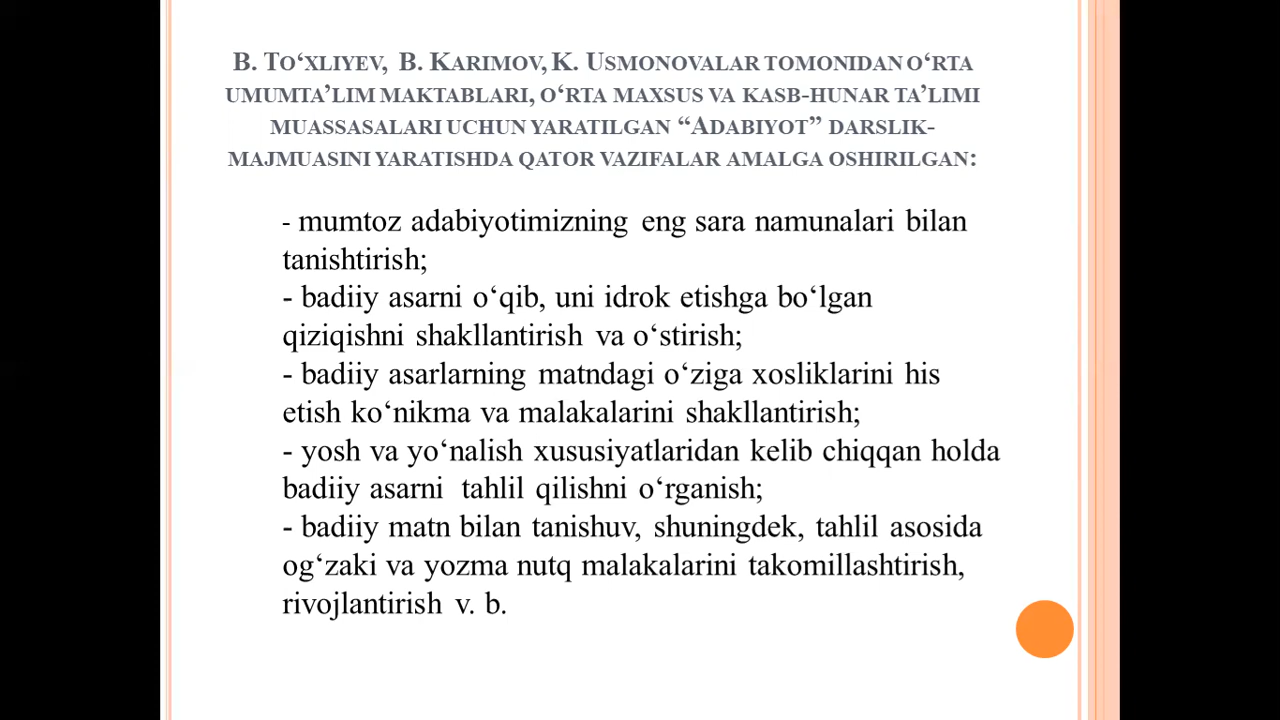 B. TO‘XLIYEV, B. KARIMOV, K. USMONOVALAR TOMONIDAN O‘RTA
UMUMTA’LIM MAKTABLARI, O‘RTA MAXSUS VA KASB-HUNAR TA’LIMI
MUASSASALARI UCHUN YARATILGAN “ADABIYOT” DARSLIK-
MAJMUASINI YARATISHDA QATOR VAZIFALAR AMALGA OSHIRILGAN:
- mumtoz adabiyotimizning eng sara namunalari bilan
tanishtirish;
- badiiy asarni o‘qib, uni idrok etishga bo‘lgan
qiziqishni shakllantirish va o‘stirish;
- badiiy asarlarning matndagi o‘ziga xosliklarini his
etish ko‘nikma va malakalarini shakllantirish;
- yosh va yo‘nalish xususiyatlaridan kelib chiqqan holda
badiiy asarni tahlil qilishni o‘rganish;
- badiiy matn bilan tanishuv, shuningdek, tahlil asosida
og‘zaki va yozma nutq malakalarini takomillashtirish,
rivojlantirish v. b.